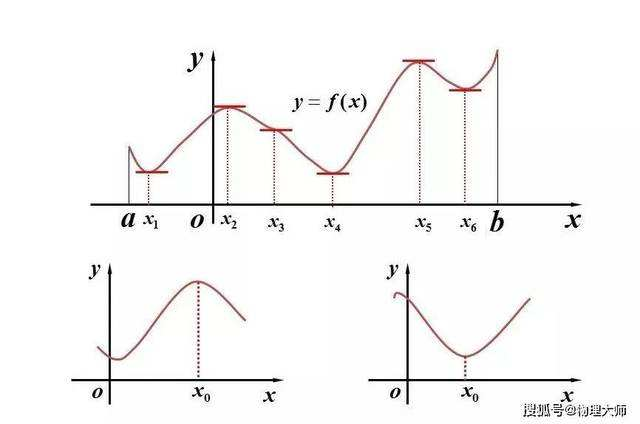 y
y = f(x)
a x₁ o x₂ x₃ x₄ x₅ x₆ b x
y
o x₀ x
y
o x₀ x
搜狐号@物理大师